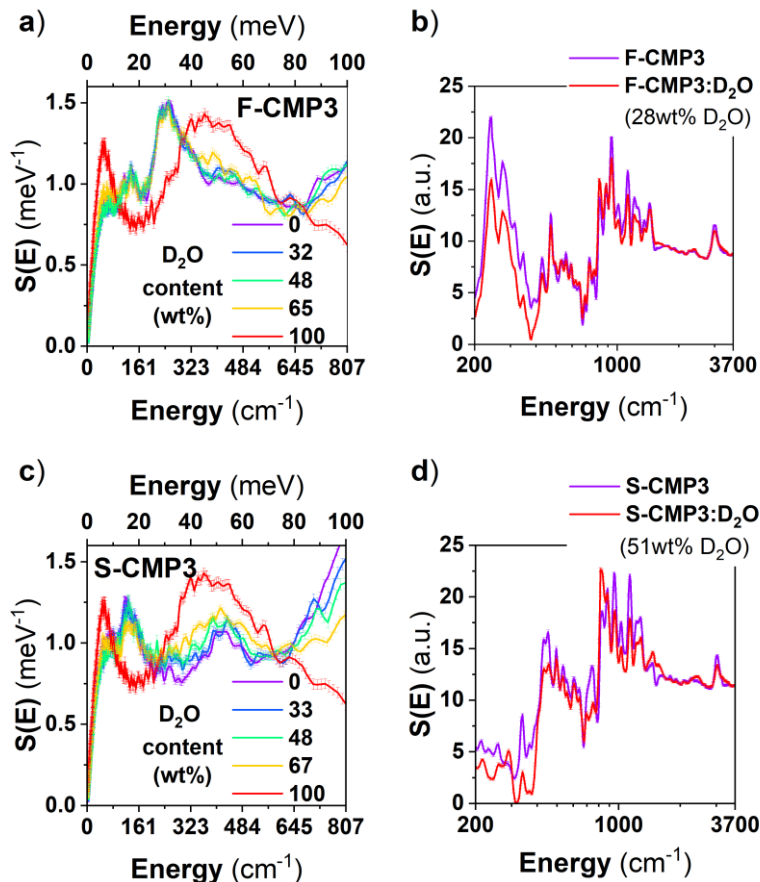 a)
Energy (meV)
0 20 40 60 80 100
F-CMP3
S(E) (meV⁻¹)
1.5
1.0
0.5
0.0
D₂O
content
(wt%)
0
32
48
65
100
0 161 323 484 645 807
Energy (cm⁻¹)
b)
F-CMP3
F-CMP3:D₂O
(28wt% D₂O)
S(E) (a.u.)
25
20
15
10
5
0
200 1000 3700
Energy (cm⁻¹)
c)
Energy (meV)
0 20 40 60 80 100
S-CMP3
S(E) (meV⁻¹)
1.5
1.0
0.5
0.0
D₂O
content
(wt%)
0
33
48
67
100
0 161 323 484 645 807
Energy (cm⁻¹)
d)
S-CMP3
S-CMP3:D₂O
(51wt% D₂O)
S(E) (a.u.)
25
20
15
10
5
0
200 1000 3700
Energy (cm⁻¹)